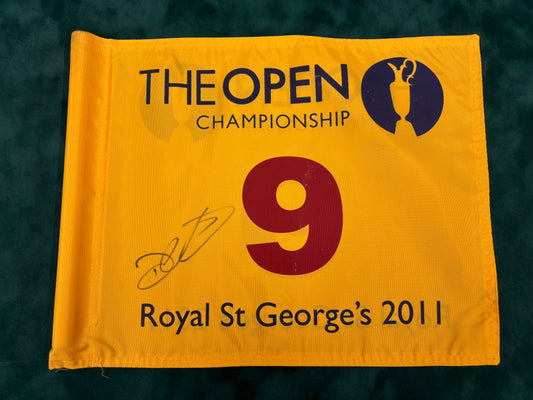 THE OPEN
CHAMPIONSHIP
9
Royal St George's 2011